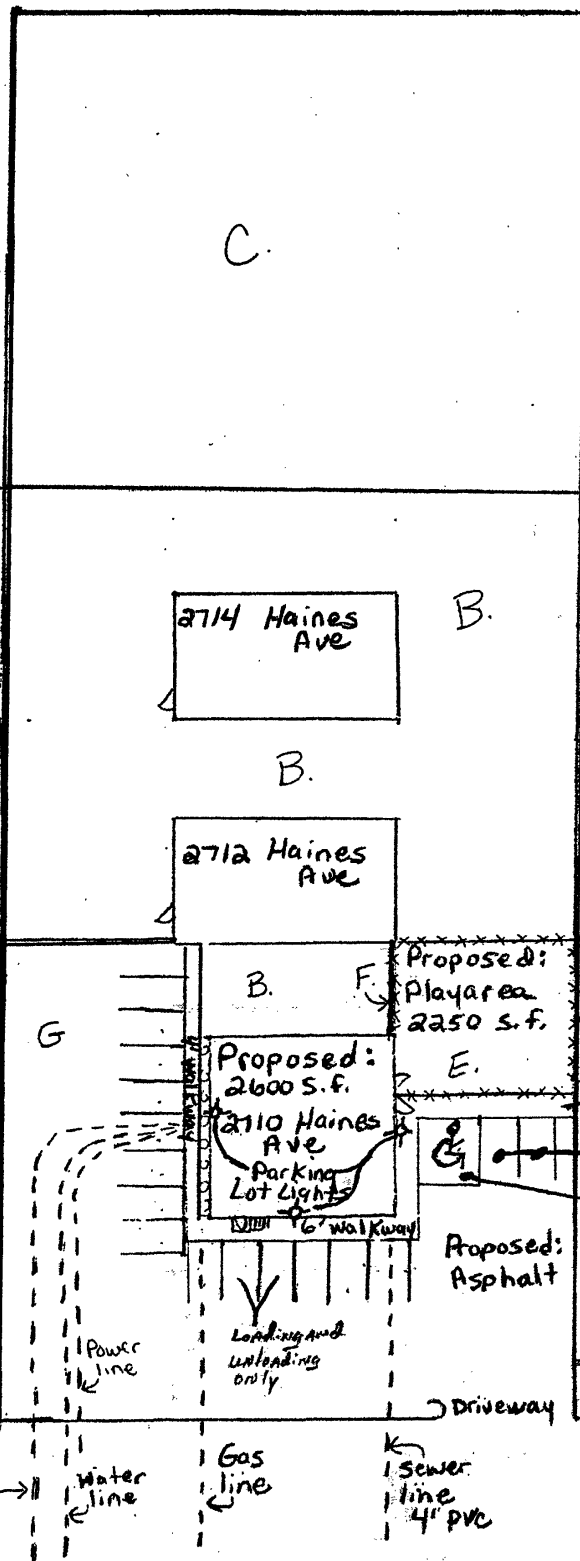 C.
2714 Haines
Ave
B.
B.
2712 Haines
Ave
B.
F.
Proposed:
Playarea
2250 s.f.
E.
G
4' walkway
Proposed:
2600 s.f.
2710 Haines
Ave
Parking
Lot Lights
6' walkway
Proposed:
Asphalt
Loading and
unloading
only
Power
line
Driveway
Water
line
Gas
line
sewer
line
4" PVC